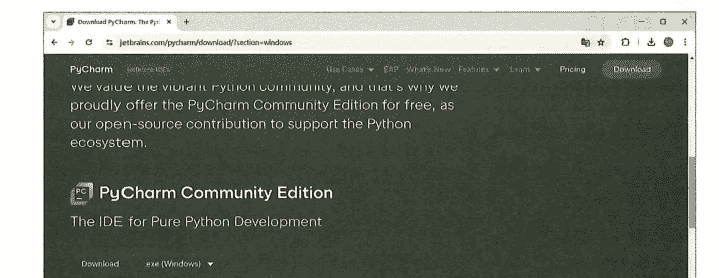 Download PyCharm: The Pyt
jetbrains.com/pycharm/download/?section=windows
PyCharm JetBrains IDEs Use Cases EAP What's New Features Learn Pricing Download
We value the vibrant Python community, and that's why we
proudly offer the PyCharm Community Edition for free, as
our open-source contribution to support the Python
ecosystem.
PC
PyCharm Community Edition
The IDE for Pure Python Development
Download .exe (Windows)